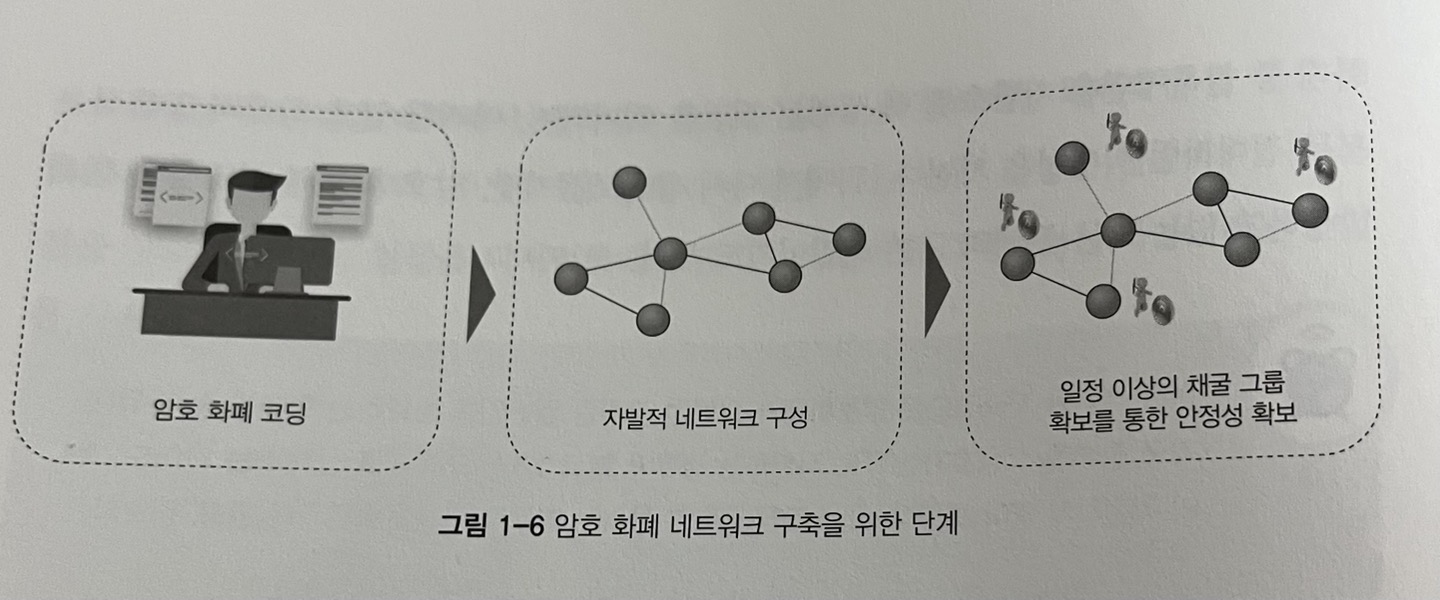 암호 화폐 코딩
자발적 네트워크 구성
일정 이상의 채굴 그룹
확보를 통한 안정성 확보
그림 1-6 암호 화폐 네트워크 구축을 위한 단계